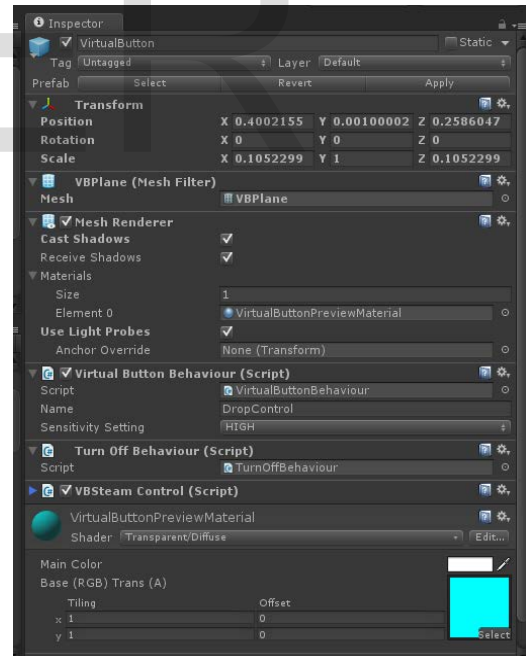 Inspector
VirtualButton Static
Tag Untagged Layer Default
Prefab Select Revert Apply
Transform
Position X 0.4002155 Y 0.00100002 Z 0.2586047
Rotation X 0 Y 0 Z 0
Scale X 0.1052299 Y 1 Z 0.1052299
VBPlane (Mesh Filter)
Mesh VBPlane
Mesh Renderer
Cast Shadows
Receive Shadows
Materials
Size 1
Element 0 VirtualButtonPreviewMaterial
Use Light Probes
Anchor Override None (Transform)
Virtual Button Behaviour (Script)
Script VirtualButtonBehaviour
Name DropControl
Sensitivity Setting HIGH
Turn Off Behaviour (Script)
Script TurnOffBehaviour
VBSteam Control (Script)
VirtualButtonPreviewMaterial
Shader Transparent/Diffuse Edit...
Main Color
Base (RGB) Trans (A)
Tiling Offset
x 1 0
y 1 0 Select